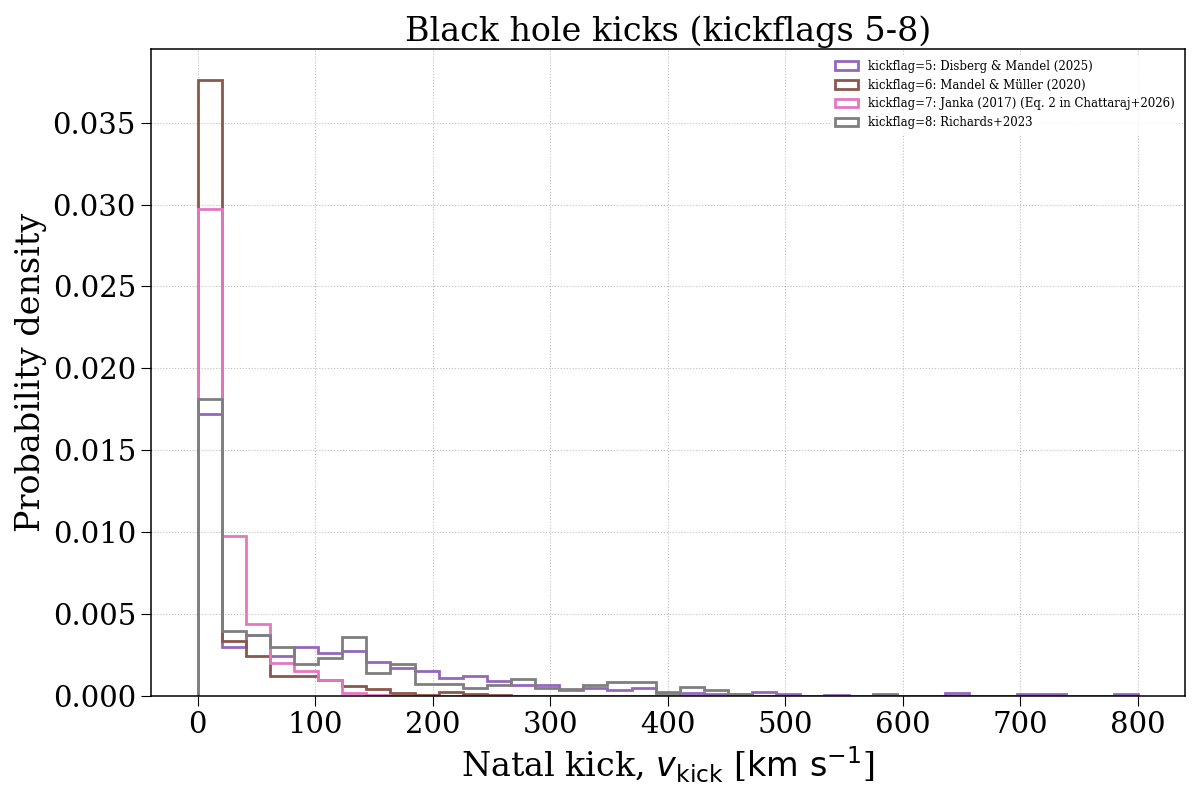 Black hole kicks (kickflags 5-8)
kickflag=5: Disberg & Mandel (2025)
kickflag=6: Mandel & Müller (2020)
kickflag=7: Janka (2017) (Eq. 2 in Chattaraj+2026)
kickflag=8: Richards+2023
Probability density
0.035
0.030
0.025
0.020
0.015
0.010
0.005
0.000
0 100 200 300 400 500 600 700 800
Natal kick, v_kick [km s⁻¹]